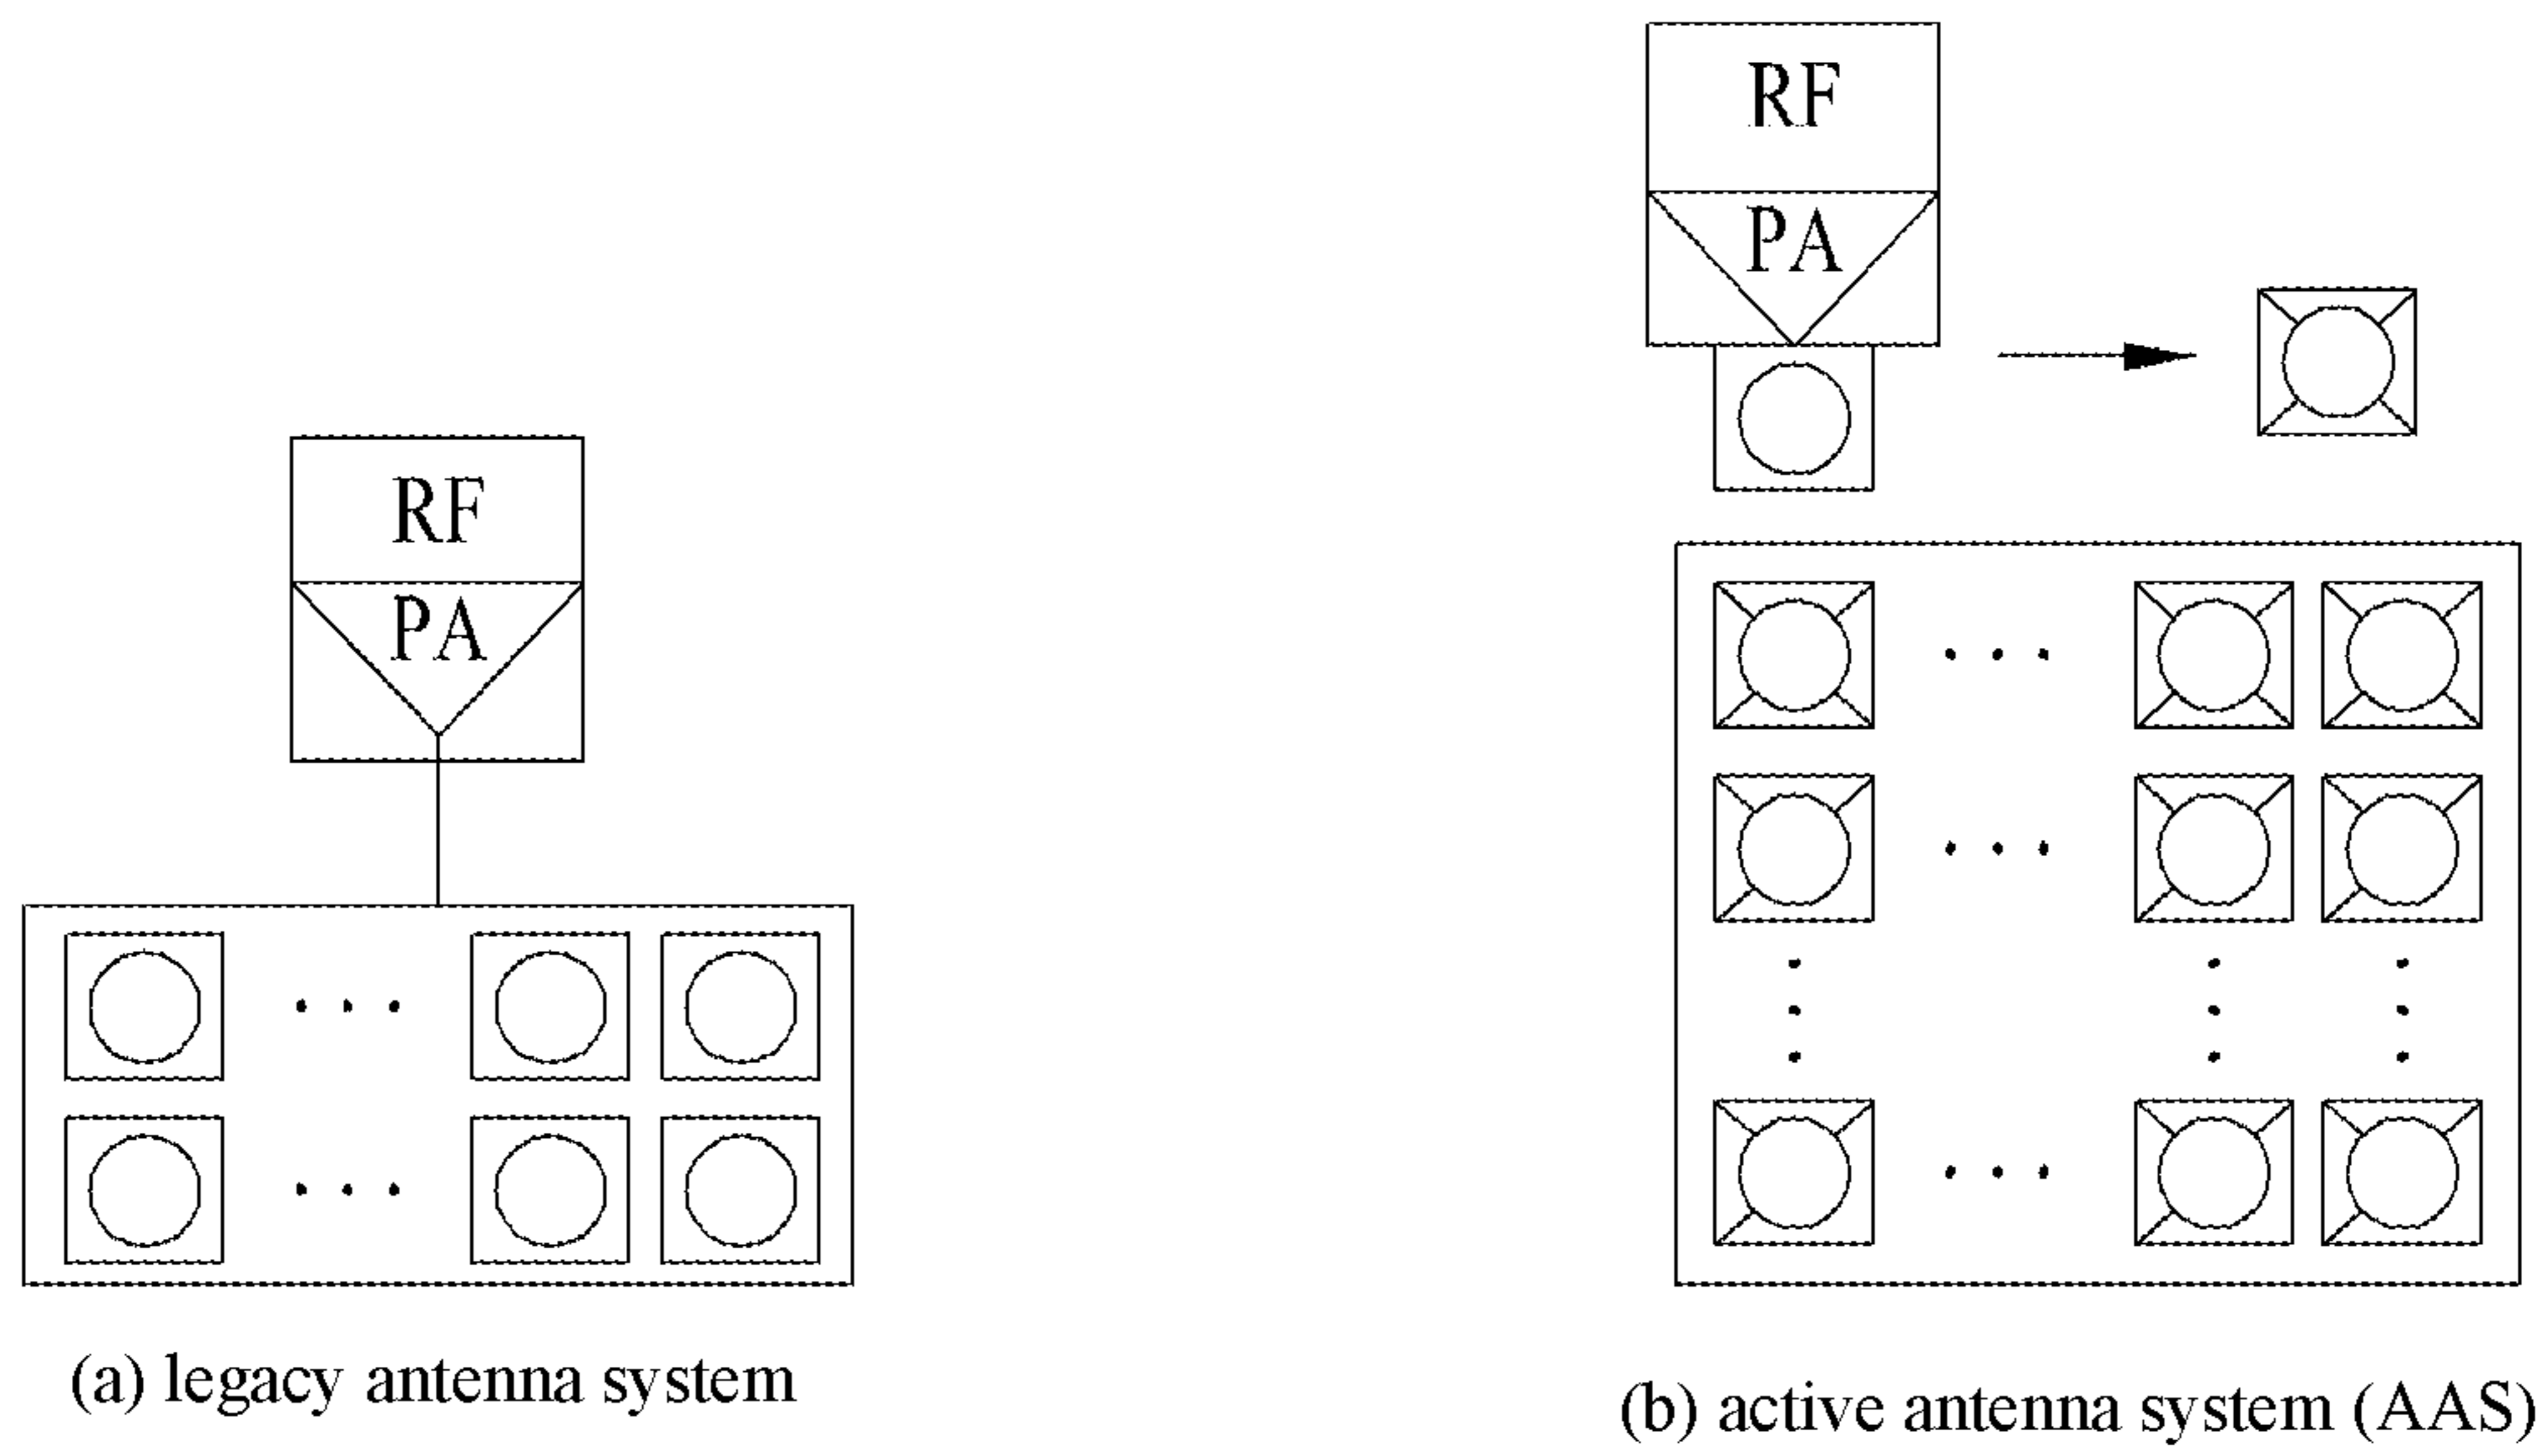 RF
PA
RF
PA
(a) legacy antenna system
(b) active antenna system (AAS)